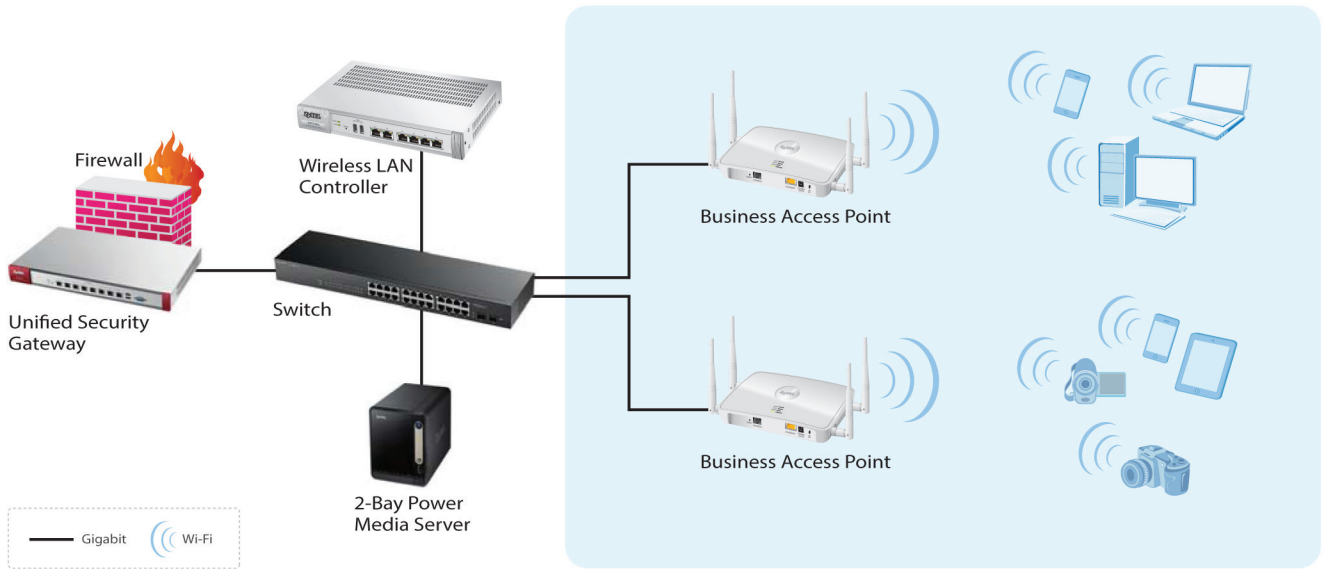 Firewall
Unified Security
Gateway
Wireless LAN
Controller
Switch
2-Bay Power
Media Server
Business Access Point
Business Access Point
Gigabit
Wi-Fi